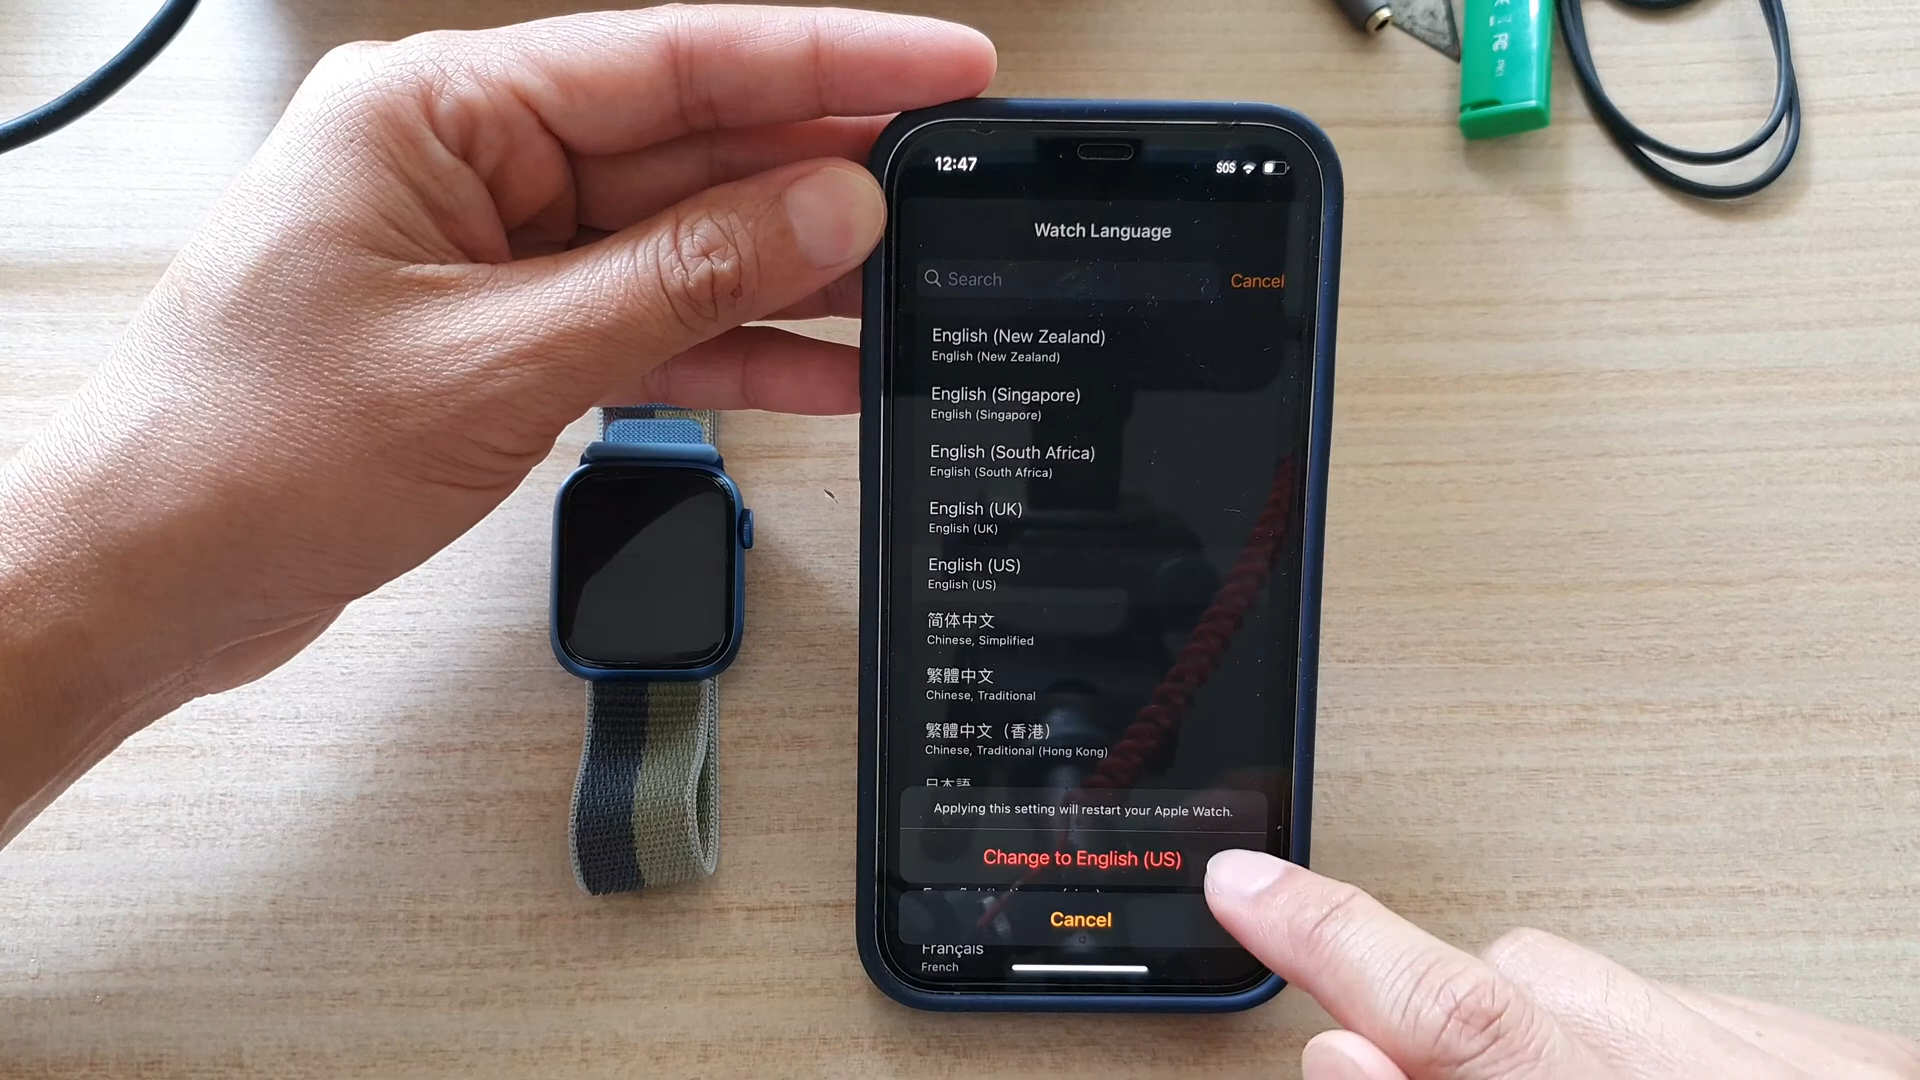 12:47
SOS
Watch Language
Search
Cancel
English (New Zealand)
English (New Zealand)
English (Singapore)
English (Singapore)
English (South Africa)
English (South Africa)
English (UK)
English (UK)
English (US)
English (US)
简体中文
Chinese, Simplified
繁體中文
Chinese, Traditional
繁體中文（香港）
Chinese, Traditional (Hong Kong)
日本語
Applying this setting will restart your Apple Watch.
Change to English (US)
Cancel
Français
French